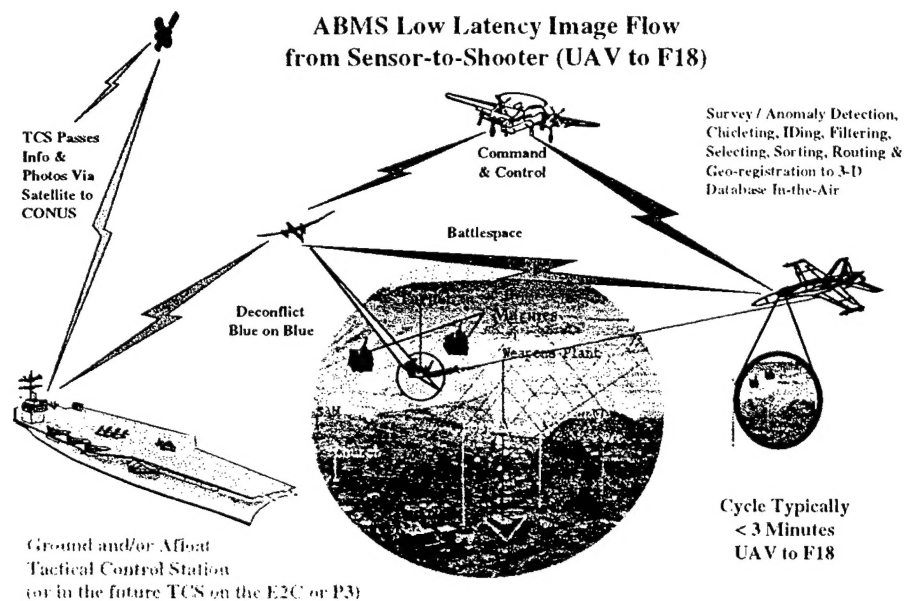 ABMS Low Latency Image Flow
from Sensor-to-Shooter (UAV to F18)
TCS Passes
Info &
Photos Via
Satellite to
CONUS
Command
& Control
Survey / Anomaly Detection,
Chicleting, IDing, Filtering,
Selecting, Sorting, Routing &
Geo-registration to 3-D
Database In-the-Air
Battlespace
Deconflict
Blue on Blue
Marines
Weapons Plant
SAM
Church
Cycle Typically
< 3 Minutes
UAV to F18
Ground and/or Afloat
Tactical Control Station
(or in the future TCS on the E2C or P3)